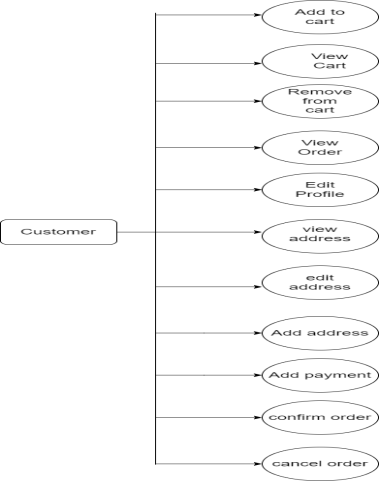 Add to
cart
View
Cart
Remove
from
cart
View
Order
Edit
Profile
Customer
view
address
edit
address
Add address
Add payment
confirm order
cancel order